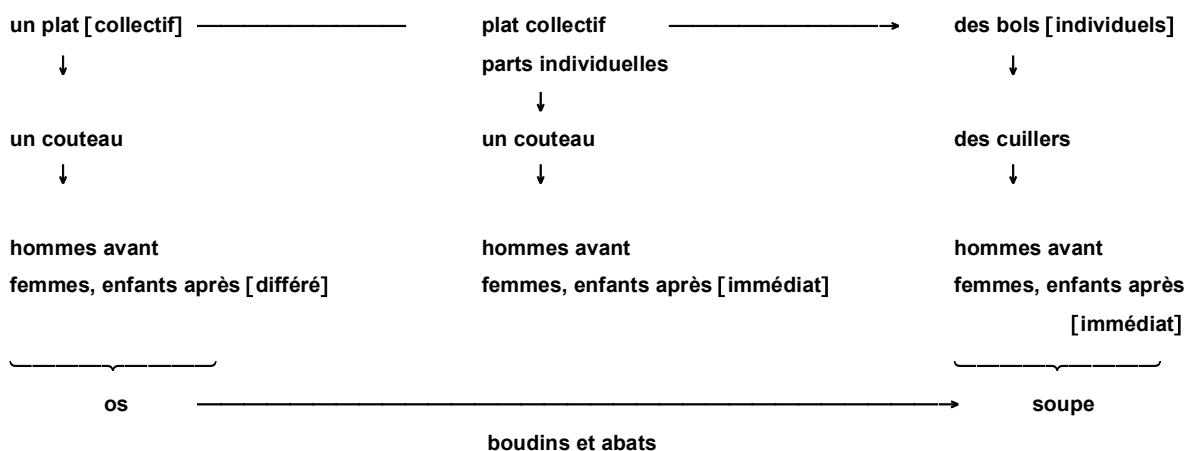 un plat [collectif] plat collectif des bols [individuels]
parts individuelles
un couteau un couteau des cuillers
hommes avant hommes avant hommes avant
femmes, enfants après [différé] femmes, enfants après [immédiat] femmes, enfants après
[immédiat]
os soupe
boudins et abats